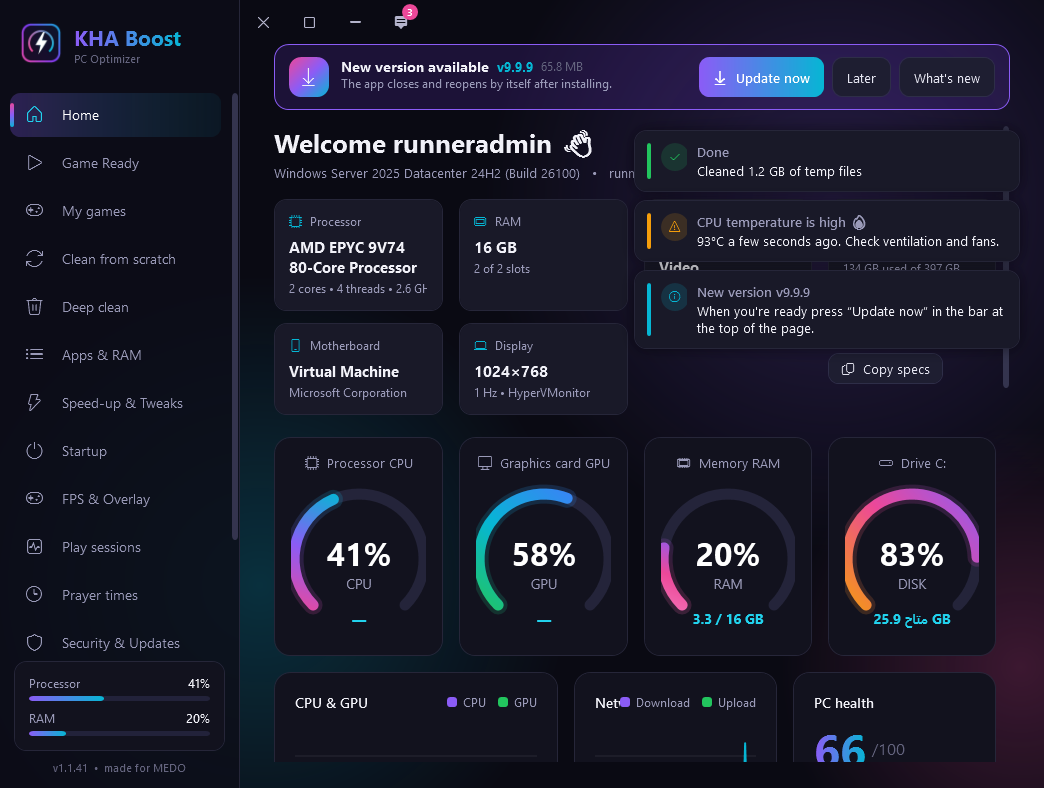 KHA Boost
PC Optimizer
Home
Game Ready
My games
Clean from scratch
Deep clean
Apps & RAM
Speed-up & Tweaks
Startup
FPS & Overlay
Play sessions
Prayer times
Security & Updates
Processor 41%
RAM 20%
v1.1.41 • made for MEDO
3
New version available v9.9.9 65.8 MB
The app closes and reopens by itself after installing.
Update now
Later
What's new
Welcome runneradmin
Windows Server 2025 Datacenter 24H2 (Build 26100) • runn
Done
Cleaned 1.2 GB of temp files
CPU temperature is high
93°C a few seconds ago. Check ventilation and fans.
Video
134 GB used of 397 GB
New version v9.9.9
When you're ready press “Update now” in the bar at
the top of the page.
Processor
AMD EPYC 9V74
80-Core Processor
2 cores • 4 threads • 2.6 GH
RAM
16 GB
2 of 2 slots
Motherboard
Virtual Machine
Microsoft Corporation
Display
1024×768
1 Hz • HyperVMonitor
Copy specs
Processor CPU
41%
CPU
—
Graphics card GPU
58%
GPU
—
Memory RAM
20%
RAM
3.3 / 16 GB
Drive C:
83%
DISK
25.9 متاح GB
CPU & GPU
CPU
GPU
Net
Download
Upload
PC health
66 /100